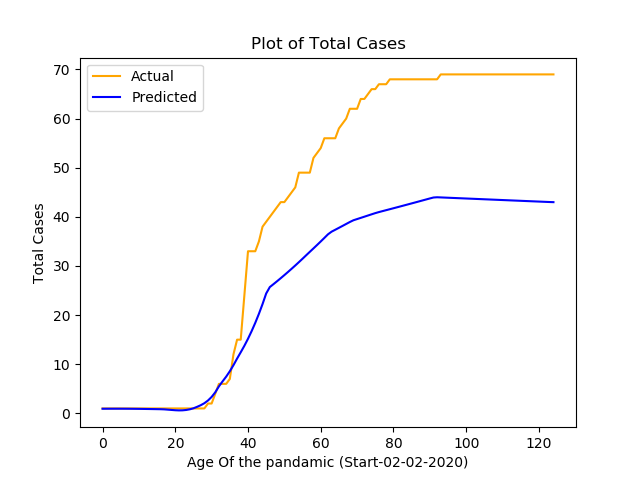 Plot of Total Cases
Actual
Predicted
70
60
50
40
30
20
10
0
Total Cases
0 20 40 60 80 100 120
Age Of the pandamic (Start-02-02-2020)